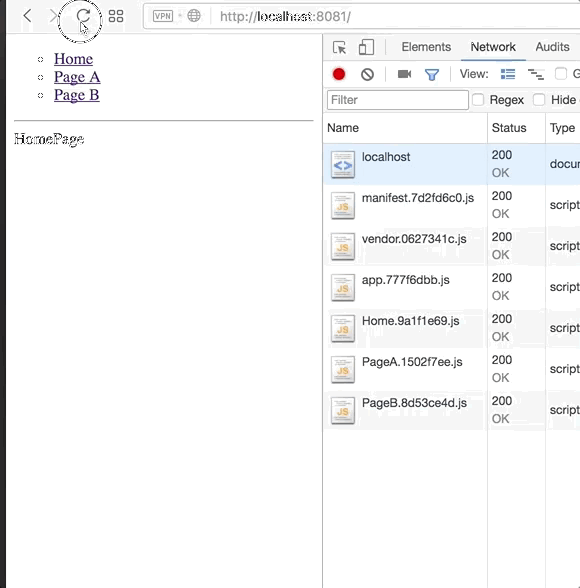 VPN http://localhost:8081/
Home
Page A
Page B
HomePage
Elements Network Audits
View: G
Filter Regex Hide
Name Status Type
localhost 200 OK docum
manifest.7d2fd6c0.js 200 OK script
vendor.0627341c.js 200 OK script
app.777f6dbb.js 200 OK script
Home.9a1f1e69.js 200 OK script
PageA.1502f7ee.js 200 OK script
PageB.8d53ce4d.js 200 OK script